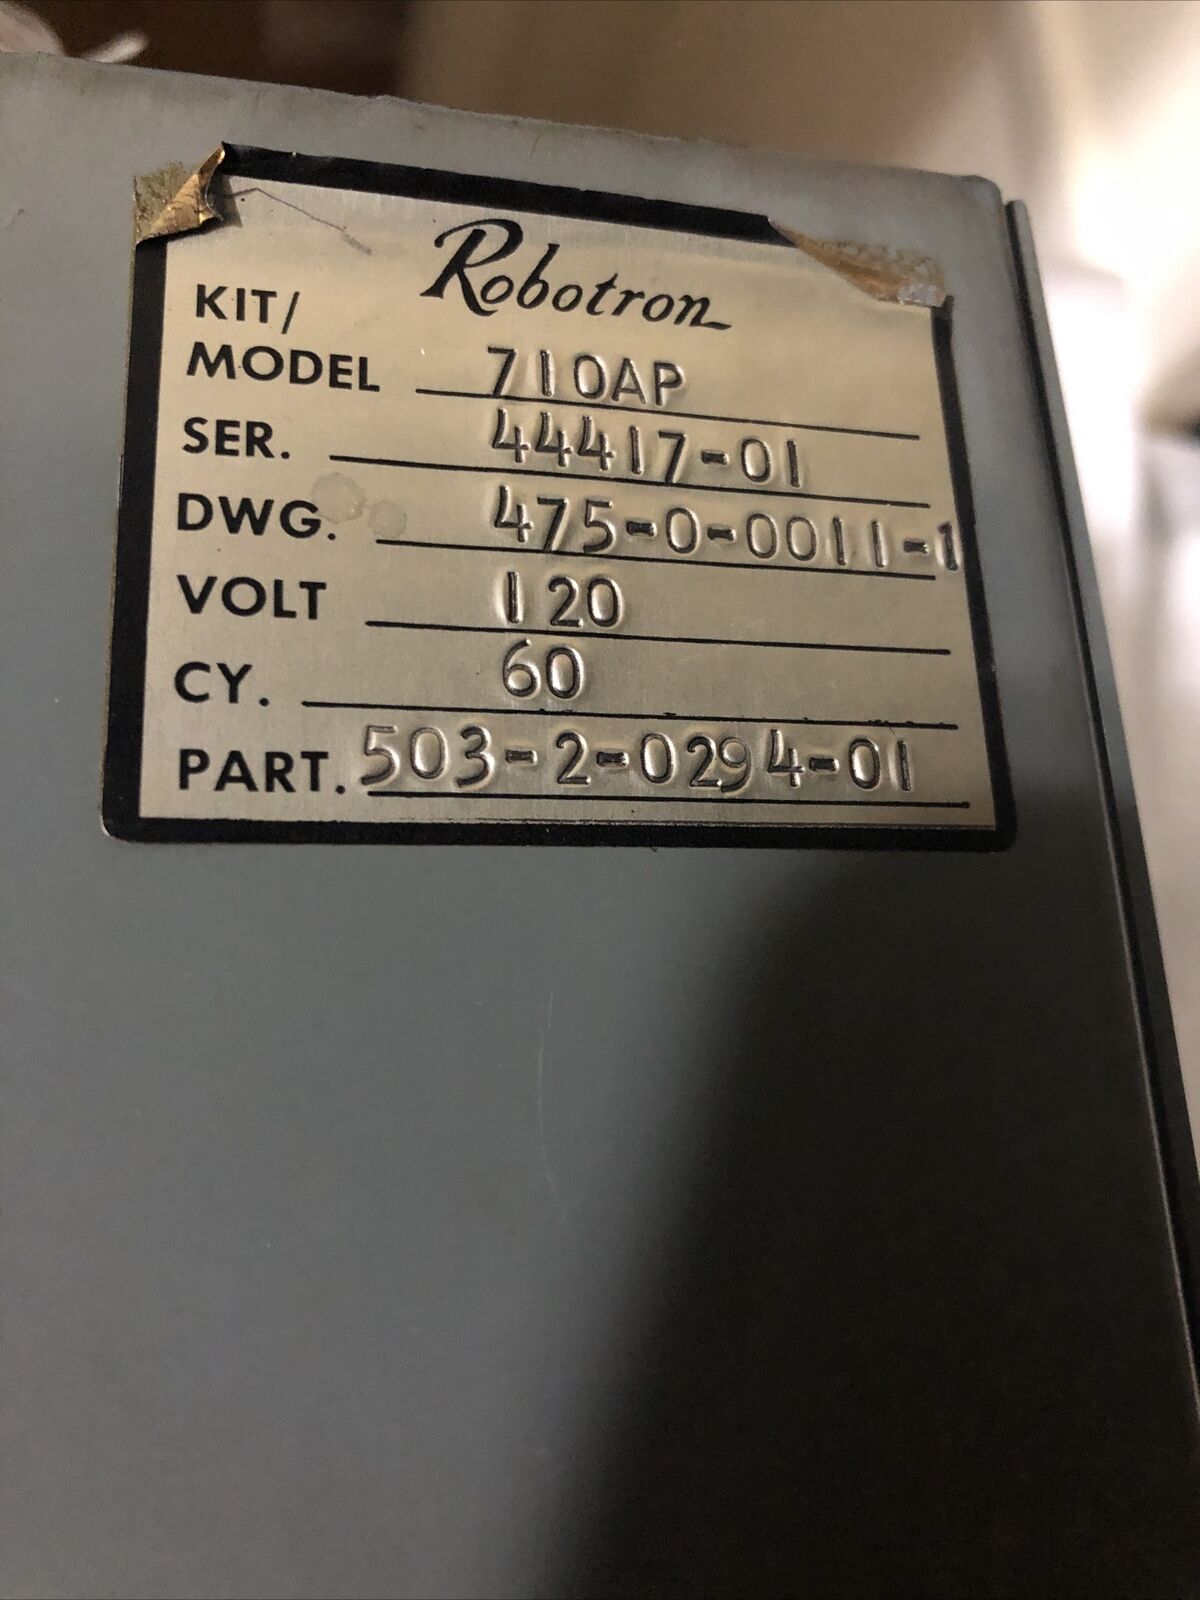 Robotron
KIT/
MODEL 710AP
SER. 44417-01
DWG. 475-0-0011-1
VOLT 120
CY. 60
PART. 503-2-0294-01